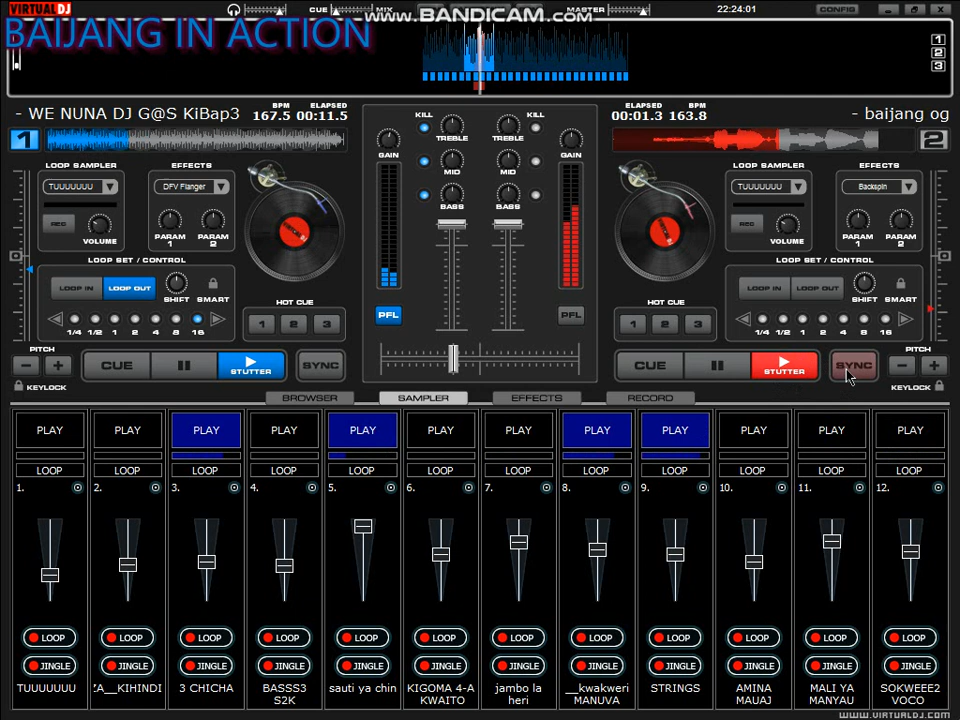 VIRTUAL DJ
CUE MIX
WWW.BANDICAM.COM
MASTER
22:24:01
CONFIG
BAIJANG IN ACTION
1
2
3
- WE NUNA DJ G@S KiBap3
BPM ELAPSED
167.5 00:11.5
ELAPSED BPM
00:01.3 163.8
- baijang og
1
2
KILL
TREBLE TREBLE
KILL
GAIN GAIN
MID MID
BASS BASS
LOOP SAMPLER EFFECTS
TUUUUUUU DFV Flanger
REC
VOLUME
PARAM 1 PARAM 2
LOOP SET / CONTROL
LOOP IN LOOP OUT
SHIFT SMART
1/4 1/2 1 2 4 8 16
HOT CUE
1 2 3
PITCH
- +
CUE
STUTTER
SYNC
KEYLOCK
PFL PFL
LOOP SAMPLER EFFECTS
TUUUUUUU Backspin
REC
VOLUME
PARAM 1 PARAM 2
LOOP SET / CONTROL
LOOP IN LOOP OUT
SHIFT SMART
HOT CUE
1 2 3
1/4 1/2 1 2 4 8 16
CUE
STUTTER
SYNC
PITCH
- +
KEYLOCK
BROWSER SAMPLER EFFECTS RECORD
PLAY PLAY PLAY PLAY PLAY PLAY PLAY PLAY PLAY PLAY PLAY PLAY
LOOP LOOP LOOP LOOP LOOP LOOP LOOP LOOP LOOP LOOP LOOP LOOP
1. 2. 3. 4. 5. 6. 7. 8. 9. 10. 11. 12.
LOOP LOOP LOOP LOOP LOOP LOOP LOOP LOOP LOOP LOOP LOOP LOOP
JINGLE JINGLE JINGLE JINGLE JINGLE JINGLE JINGLE JINGLE JINGLE JINGLE JINGLE JINGLE
TUUUUUUU ZA__KIHINDI 3 CHICHA BASSS3 sauti ya chin KIGOMA 4-A jambo la __kwakweri STRINGS AMINA MALI YA SOKWEEE2
S2K KWAITO heri MANUVA MAUAJ MANYAU VOCO
www.VIRTUALDJ.com